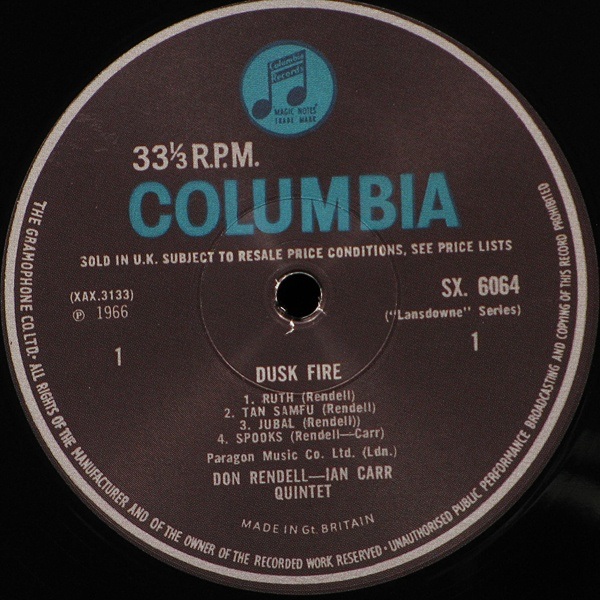 Columbia
Records
MAGIC NOTES
TRADE MARK
33⅓ R.P.M.
COLUMBIA
SOLD IN U.K. SUBJECT TO RESALE PRICE CONDITIONS, SEE PRICE LISTS
(XAX.3133)
℗ 1966
1
SX. 6064
("Lansdowne" Series)
1
DUSK FIRE
1. RUTH (Rendell)
2. TAN SAMFU (Rendell)
3. JUBAL (Rendell))
4. SPOOKS (Rendell—Carr)
Paragon Music Co. Ltd. (Ldn.)
DON RENDELL—IAN CARR
QUINTET
MADE IN Gt. BRITAIN
THE GRAMOPHONE CO. LTD. · ALL RIGHTS OF THE MANUFACTURER AND OF THE OWNER OF THE RECORDED WORK RESERVED · UNAUTHORISED PUBLIC PERFORMANCE BROADCASTING AND COPYING OF THIS RECORD PROHIBITED